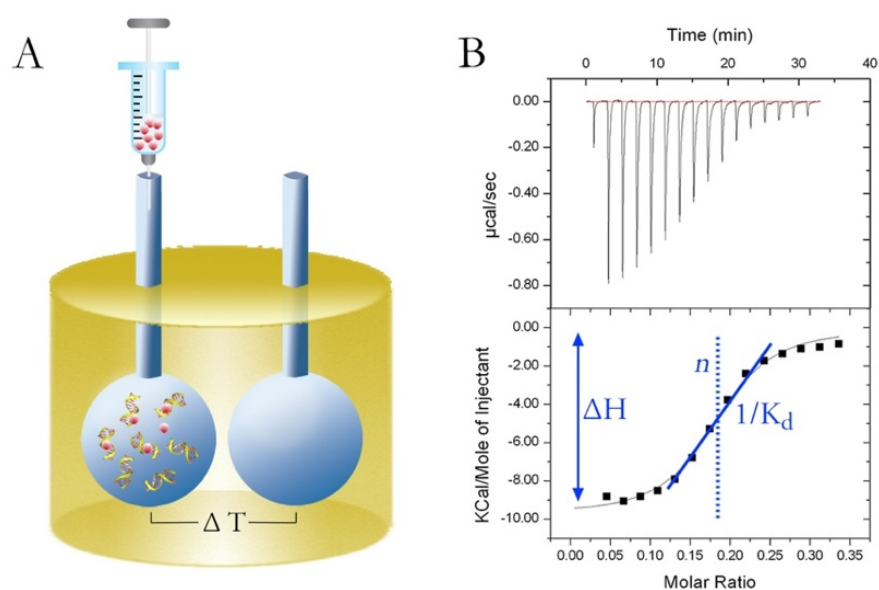 A
Δ T
B
Time (min)
0 10 20 30 40
0.00
-0.20
-0.40
-0.60
-0.80
µcal/sec
0.00
-2.00
-4.00
-6.00
-8.00
-10.00
KCal/Mole of Injectant
ΔH
n
1/Kd
0.00 0.05 0.10 0.15 0.20 0.25 0.30 0.35
Molar Ratio